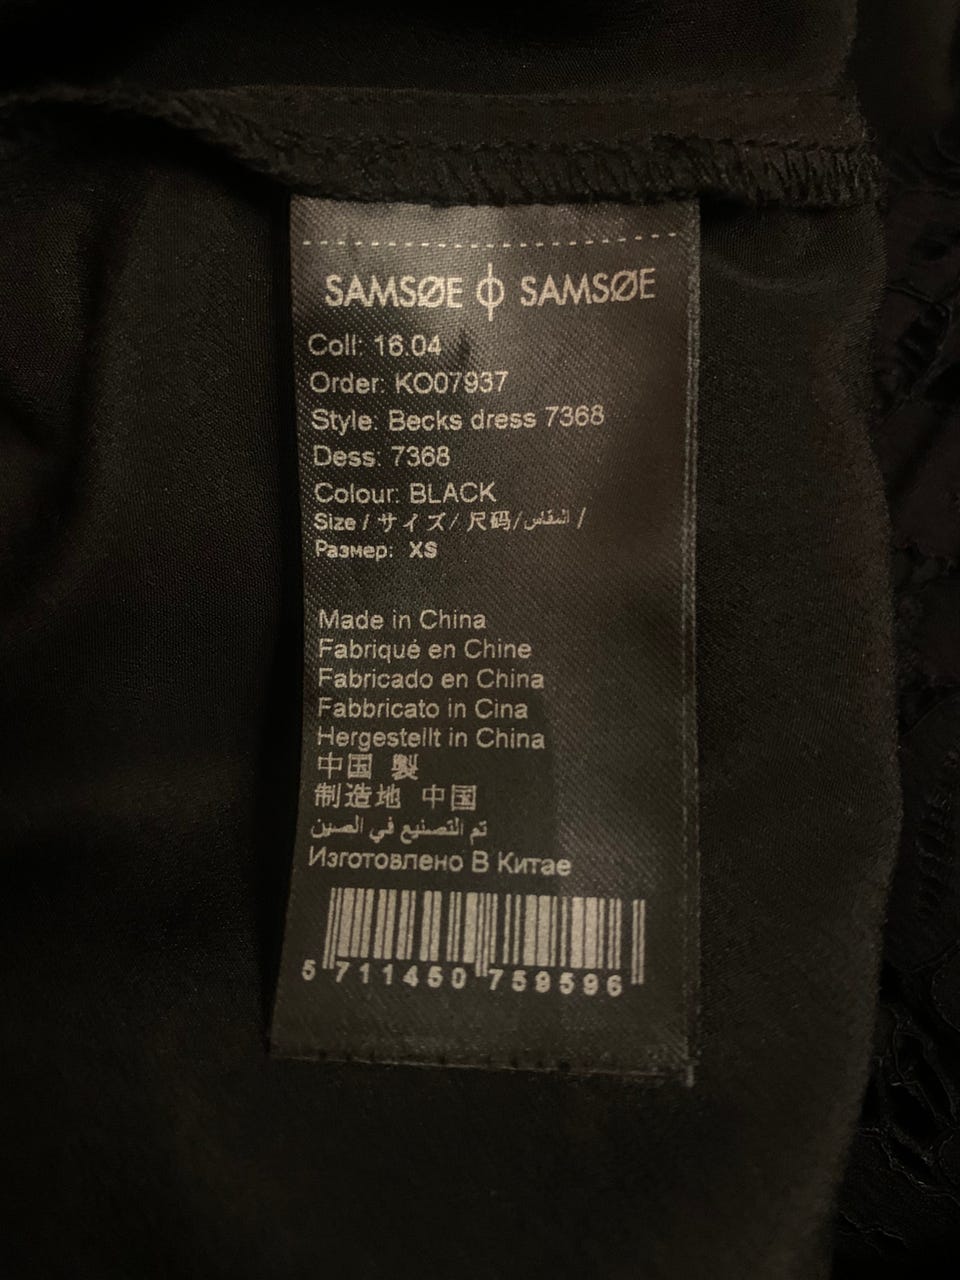 SAMSØE ϕ SAMSØE
Coll: 16.04
Order: KO07937
Style: Becks dress 7368
Dess: 7368
Colour: BLACK
Size / サイズ / 尺码 / المقاس /
Размер: XS
Made in China
Fabriqué en Chine
Fabricado en China
Fabbricato in Cina
Hergestellt in China
中国 製
制造地 中国
تم التصنيع في الصين
Изготовлено В Китае
5 711450 759596